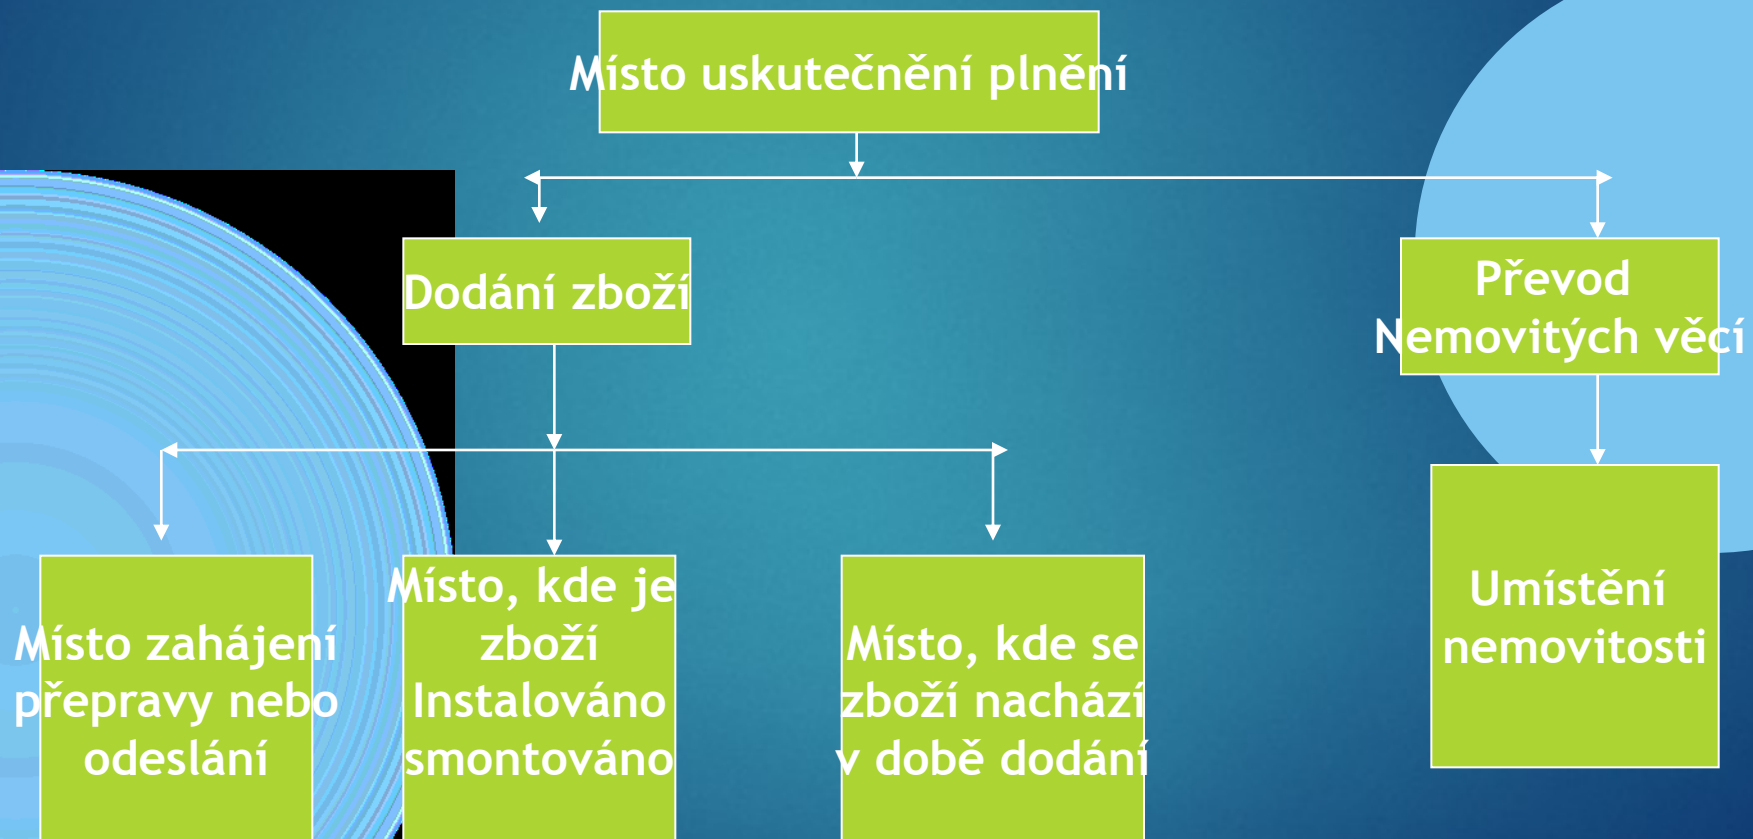 Místo uskutečnění plnění
Dodání zboží
Převod
Nemovitých věcí
Místo zahájení
přepravy nebo
odeslání
Místo, kde je
zboží
Instalováno
smontováno
Místo, kde se
zboží nachází
v době dodání
Umístění
nemovitosti